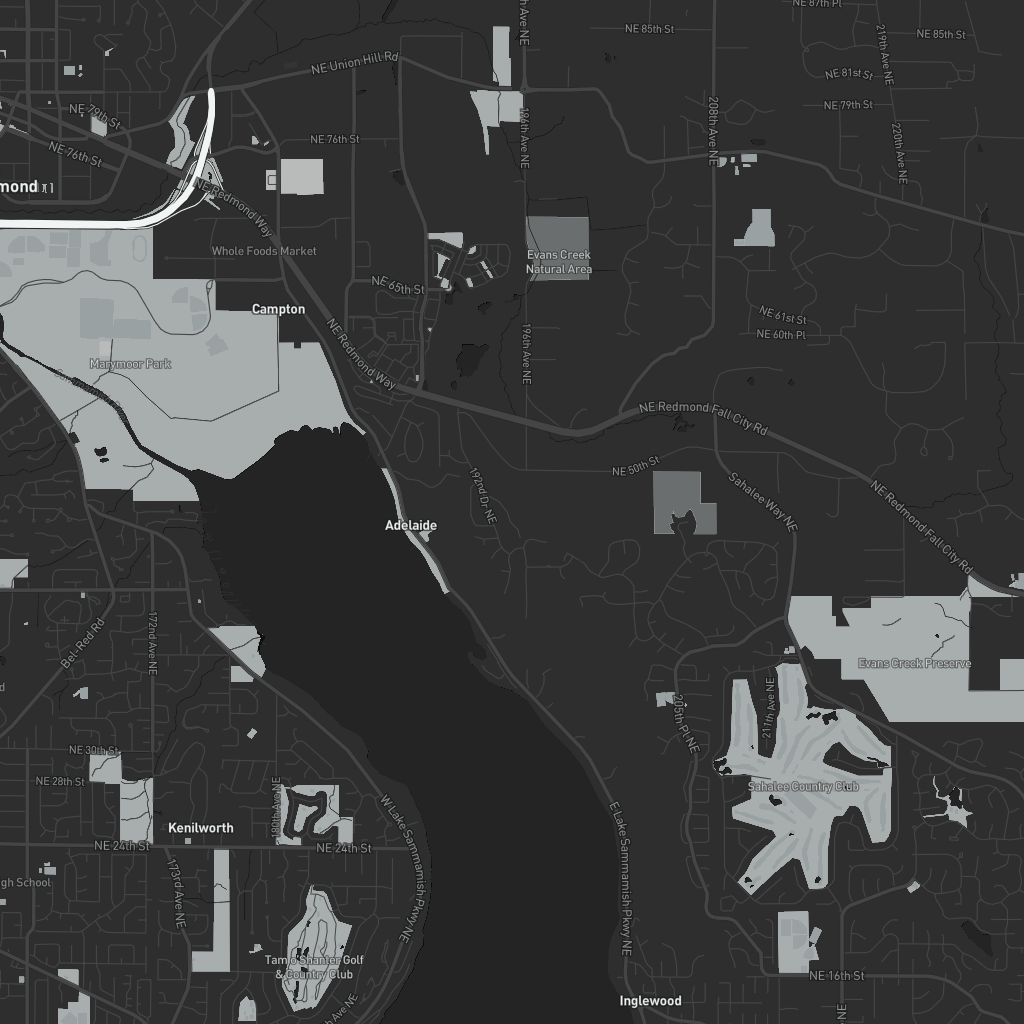 NE 87th Pl
NE 85th St
NE 85th St
219th Ave NE
NE Union Hill Rd
NE 81st St
NE 79th St
NE 79th St
208th Ave NE
196th Ave NE
220th Ave NE
NE 76th St
NE 76th St
mond
NE Redmond Way
Whole Foods Market
Evans Creek
Natural Area
NE 65th St
Campton
NE 61st St
NE 60th Pl
NE Redmond Way
196th Ave NE
Marymoor Park
NE Redmond Fall City Rd
NE 50th St
192nd Dr NE
Sahalee Way NE
NE Redmond Fall City Rd
Adelaide
172nd Ave NE
Bel-Red Rd
Evans Creek Preserve
205th Pl NE
217th Ave NE
NE 30th St
NE 28th St
Sahalee Country Club
180th Ave NE
W Lake Sammamish Pkwy NE
E Lake Sammamish Pkwy NE
Kenilworth
NE 24th St
NE 24th St
173rd Ave NE
gh School
Tam o Shanter Golf
& Country Club
NE 16th St
Inglewood
h Ave NE
NE